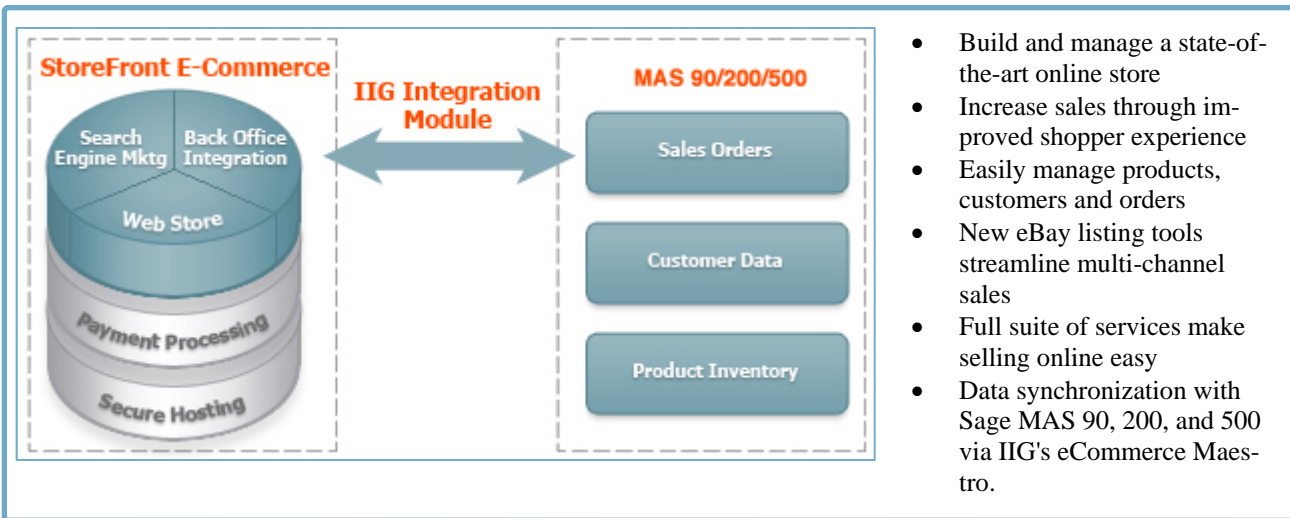 StoreFront E-Commerce
Search
Engine Mktg
Back Office
Integration
Web Store
Payment Processing
Secure Hosting
IIG Integration
Module
MAS 90/200/500
Sales Orders
Customer Data
Product Inventory
• Build and manage a state-of-
the-art online store
• Increase sales through im-
proved shopper experience
• Easily manage products,
customers and orders
• New eBay listing tools
streamline multi-channel
sales
• Full suite of services make
selling online easy
• Data synchronization with
Sage MAS 90, 200, and 500
via IIG's eCommerce Maes-
tro.